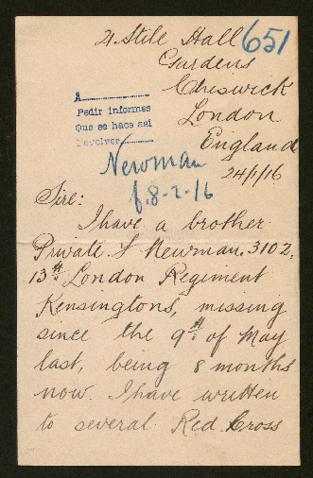 21 Stile Hall
651
Gardens
Chiswick
London
England
A
Pedir informes
Que se hace asi
Devolver
Newman
f. 8-2-16
24/1/16
Sire:
I have a brother
Private S Newman. 3102,
13th London Regiment
Kensingtons, missing
since the 9th of May
last, being 8 months
now. I have written
to several Red Cross